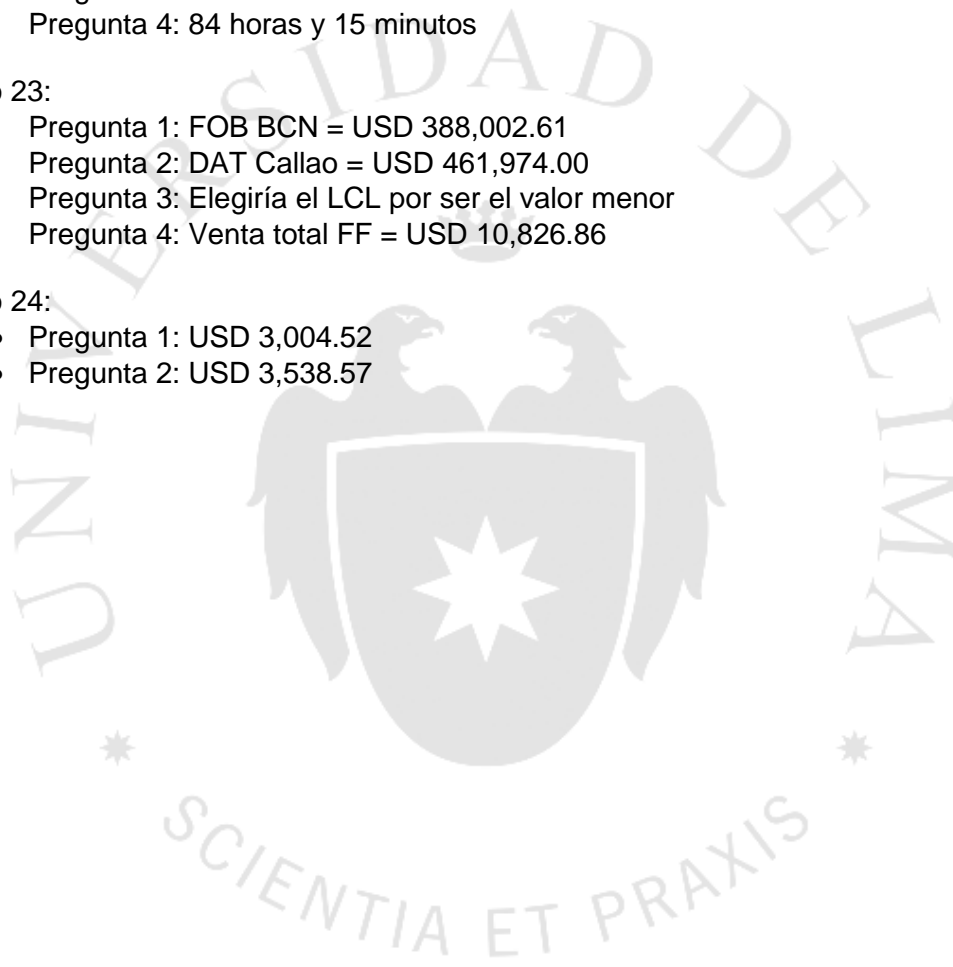 Pregunta 4: 84 horas y 15 minutos
23:
Pregunta 1: FOB BCN = USD 388,002.61
Pregunta 2: DAT Callao = USD 461,974.00
Pregunta 3: Elegiría el LCL por ser el valor menor
Pregunta 4: Venta total FF = USD 10,826.86
24:
• Pregunta 1: USD 3,004.52
• Pregunta 2: USD 3,538.57
UNIVERSIDAD DE LIMA
SCIENTIA ET PRAXIS